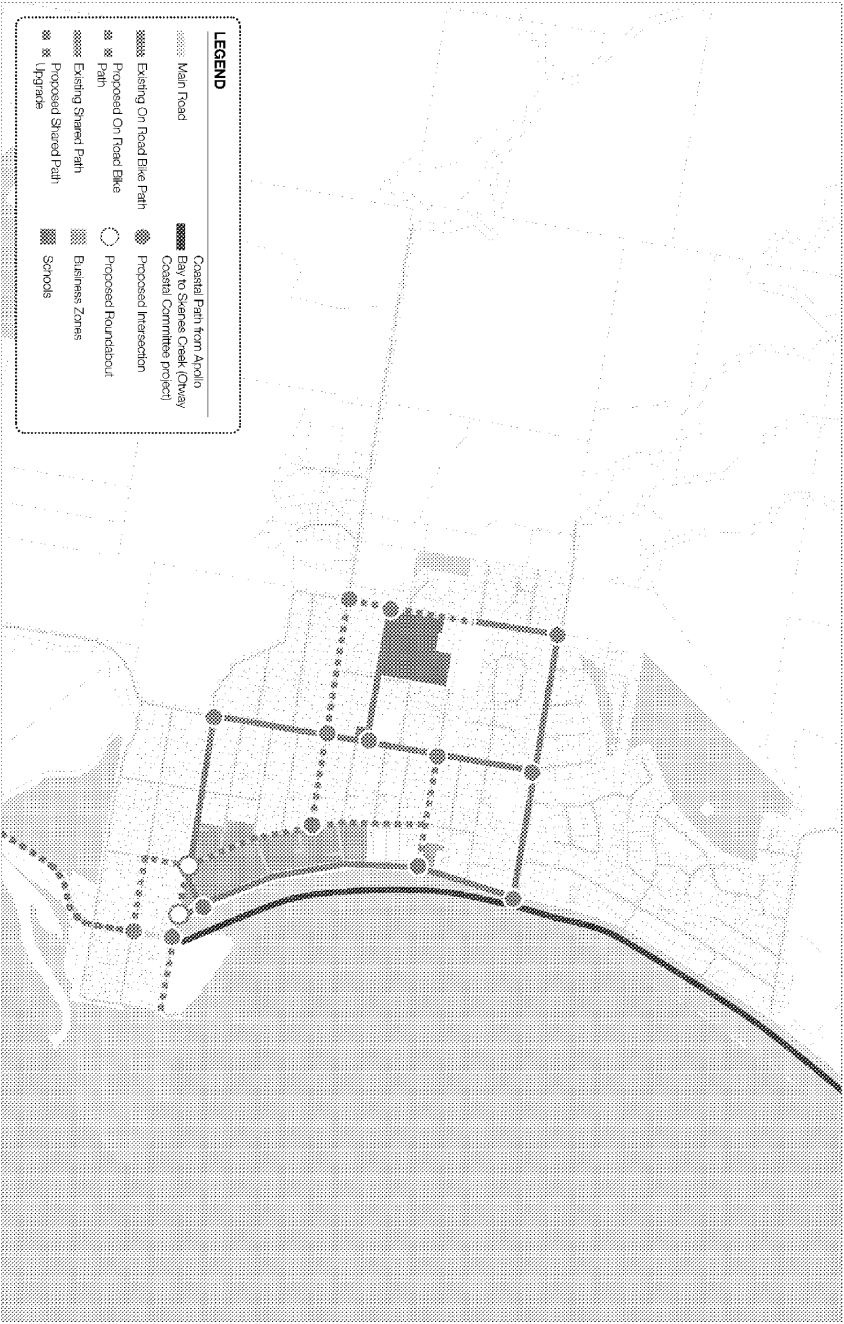 LEGEND
Main Road
Existing On Road Bike Path
Proposed On Road Bike
Path
Existing Shared Path
Proposed Shared Path
Upgrade
Coastal Path from Apollo
Bay to Skenes Creek (Otway
Coastal Committee project)
Proposed Intersection
Proposed Roundabout
Business Zones
Schools